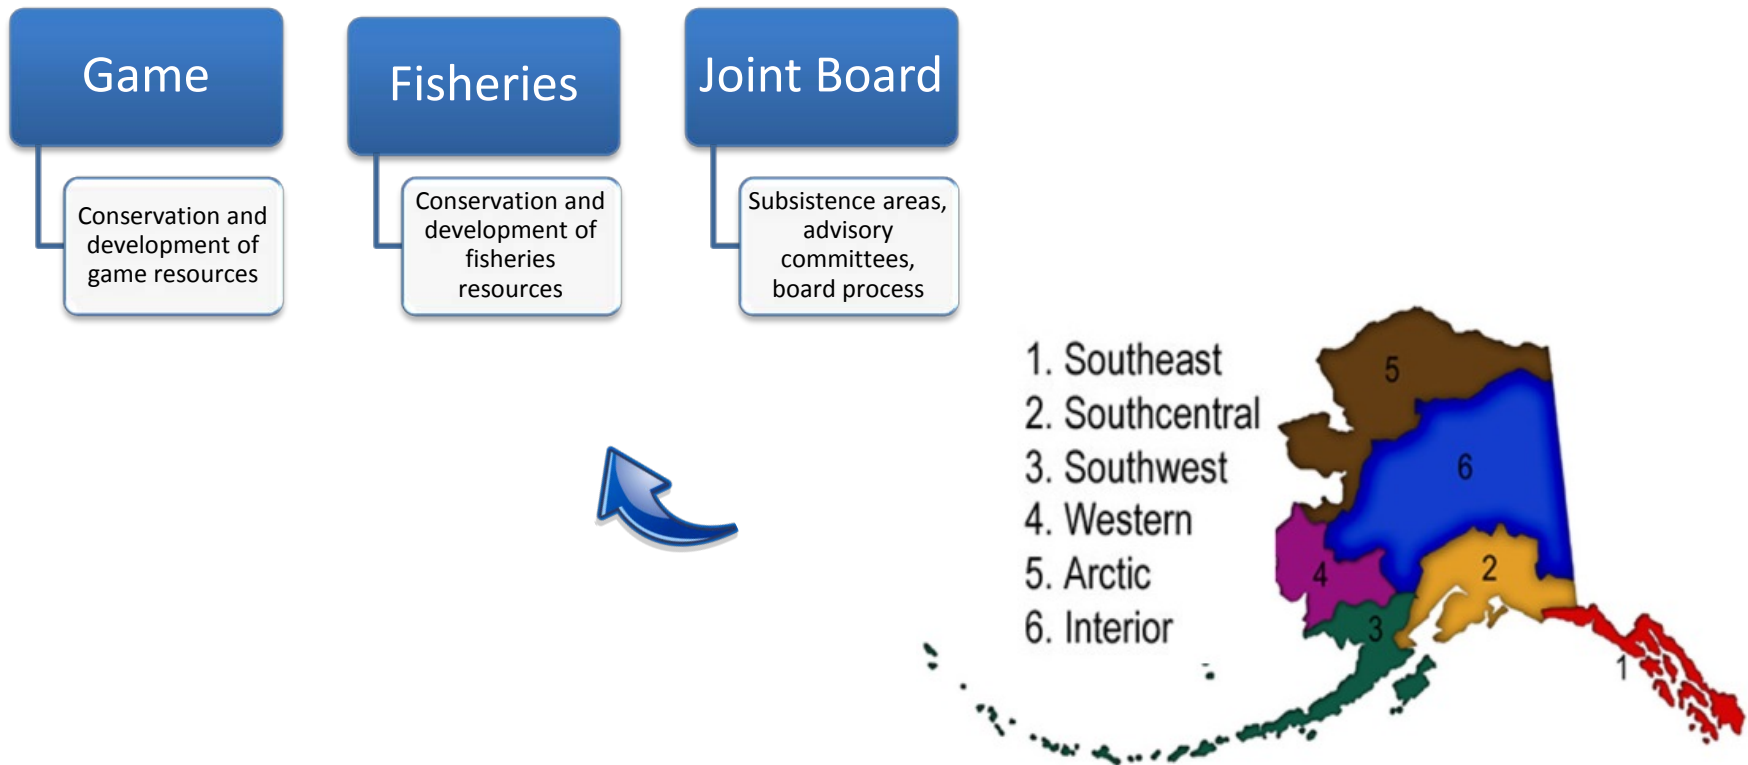 Game
Fisheries
Joint Board
Conservation and
development of
game resources
Conservation and
development of
fisheries
resources
Subsistence areas,
advisory
committees,
board process
1. Southeast
2. Southcentral
3. Southwest
4. Western
5. Arctic
6. Interior
5
6
2
4
3
1